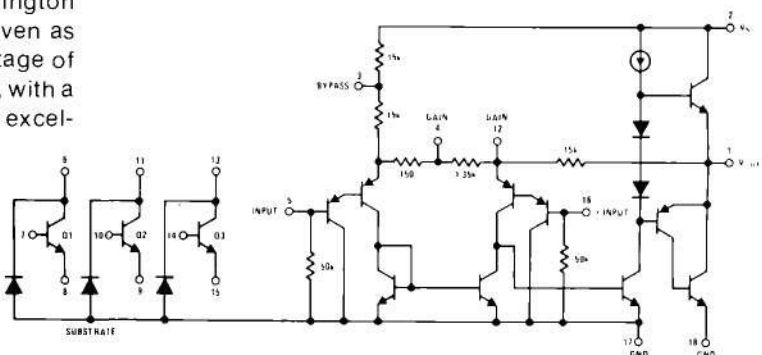 ington
ven as
tage of
, with a
excel-
2
15k
3
BYPASS
15k
GAIN
4
GAIN
12
15k
1
150
1.35k
6
11
13
INPUT
5
16
+ INPUT
7
Q1
10
Q2
14
Q3
50k
50k
8
9
15
SUBSTRATE
17
GND
18
GND